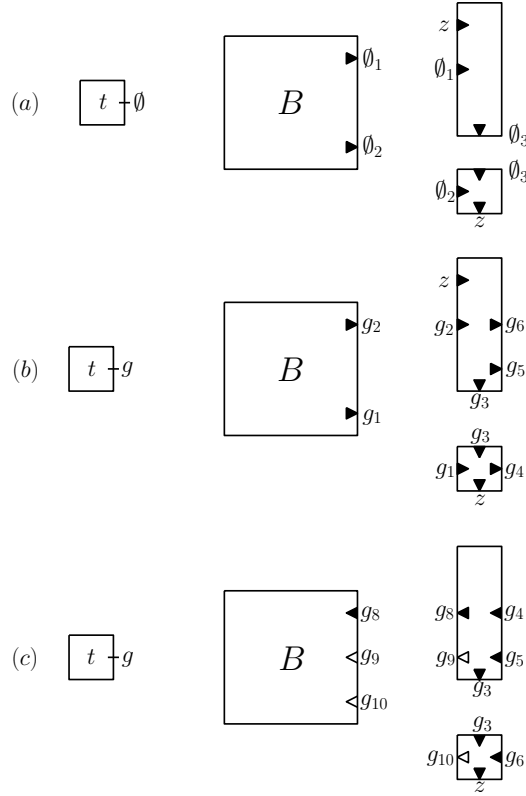 z
∅₁
(a) t ∅ B ∅₁
∅₂ ∅₃
∅₃
∅₂
z
z
g₂ g₂ g₆
(b) t g B g₅
g₁ g₃
g₃
g₁ g₄
z
g₈ g₈ g₄
(c) t g B g₉ g₉ g₅
g₁₀ g₃
g₃
g₁₀ g₆
z